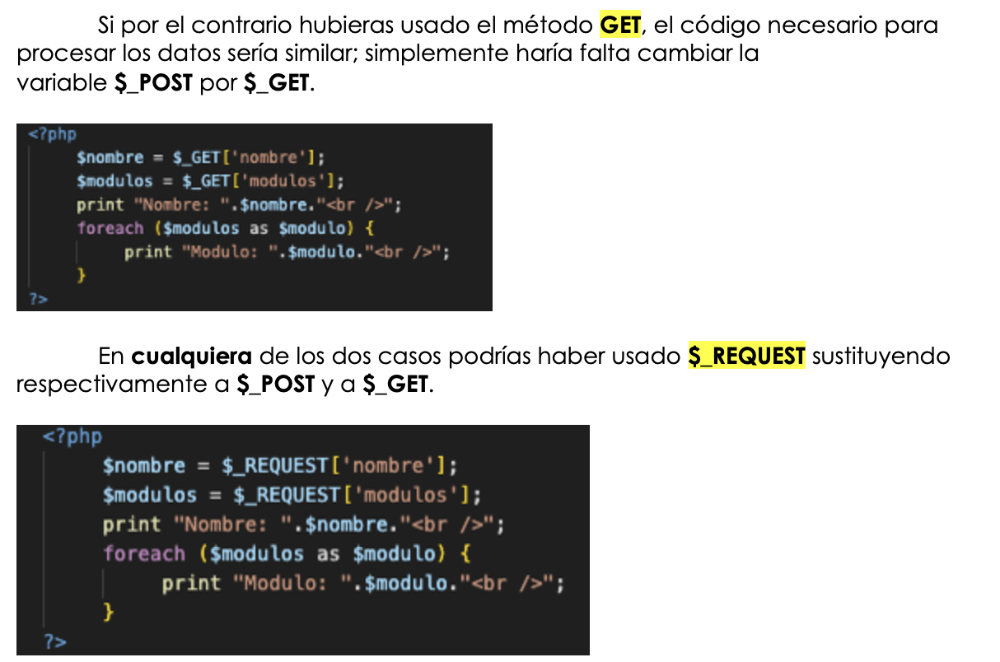 Si por el contrario hubieras usado el método GET, el código necesario para
procesar los datos sería similar; simplemente haría falta cambiar la
variable $_POST por $_GET.
<?php
$nombre = $_GET['nombre'];
$modulos = $_GET['modulos'];
print "Nombre: ".$nombre."<br />";
foreach ($modulos as $modulo) {
print "Modulo: ".$modulo."<br />";
}
?>
En cualquiera de los dos casos podrías haber usado $_REQUEST sustituyendo
respectivamente a $_POST y a $_GET.
<?php
$nombre = $_REQUEST['nombre'];
$modulos = $_REQUEST['modulos'];
print "Nombre: ".$nombre."<br />";
foreach ($modulos as $modulo) {
print "Modulo: ".$modulo."<br />";
}
?>